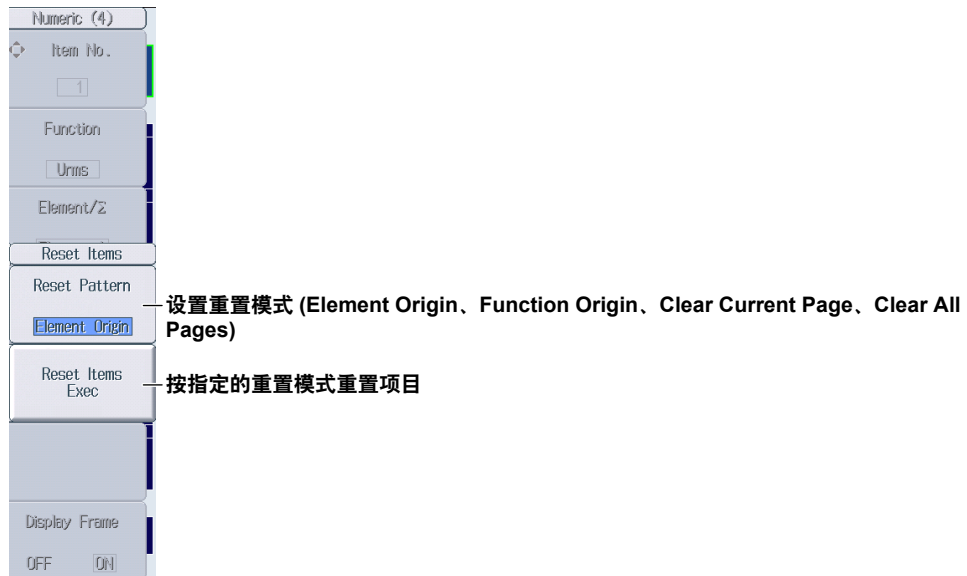 Numeric (4)
Item No.
1
Function
Urms
Element/Σ
Reset Items
Reset Pattern
Element Origin
设置重置模式 (Element Origin、Function Origin、Clear Current Page、Clear All
Pages)
Reset Items
Exec
按指定的重置模式重置项目
Display Frame
OFF ON